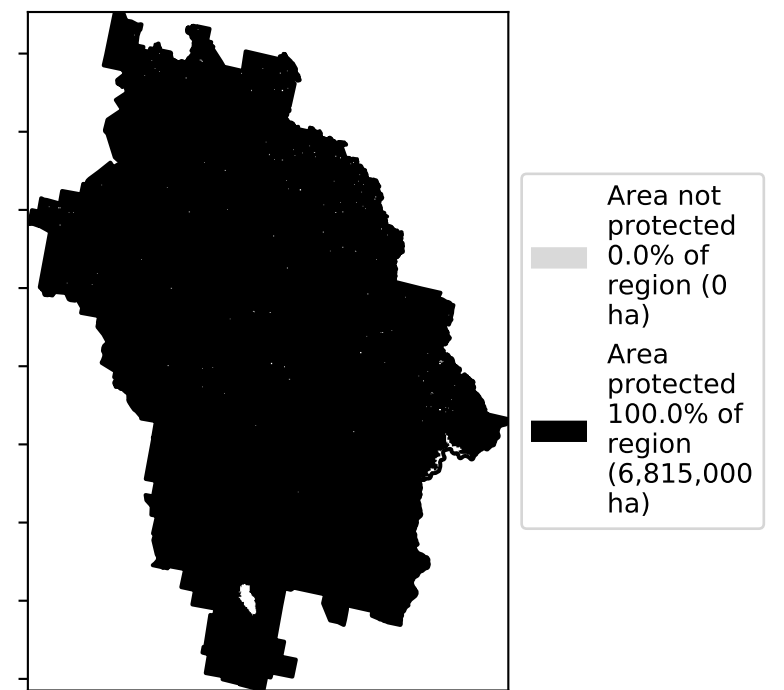 Area not
protected
0.0% of
region (0
ha)
Area
protected
100.0% of
region
(6,815,000
ha)